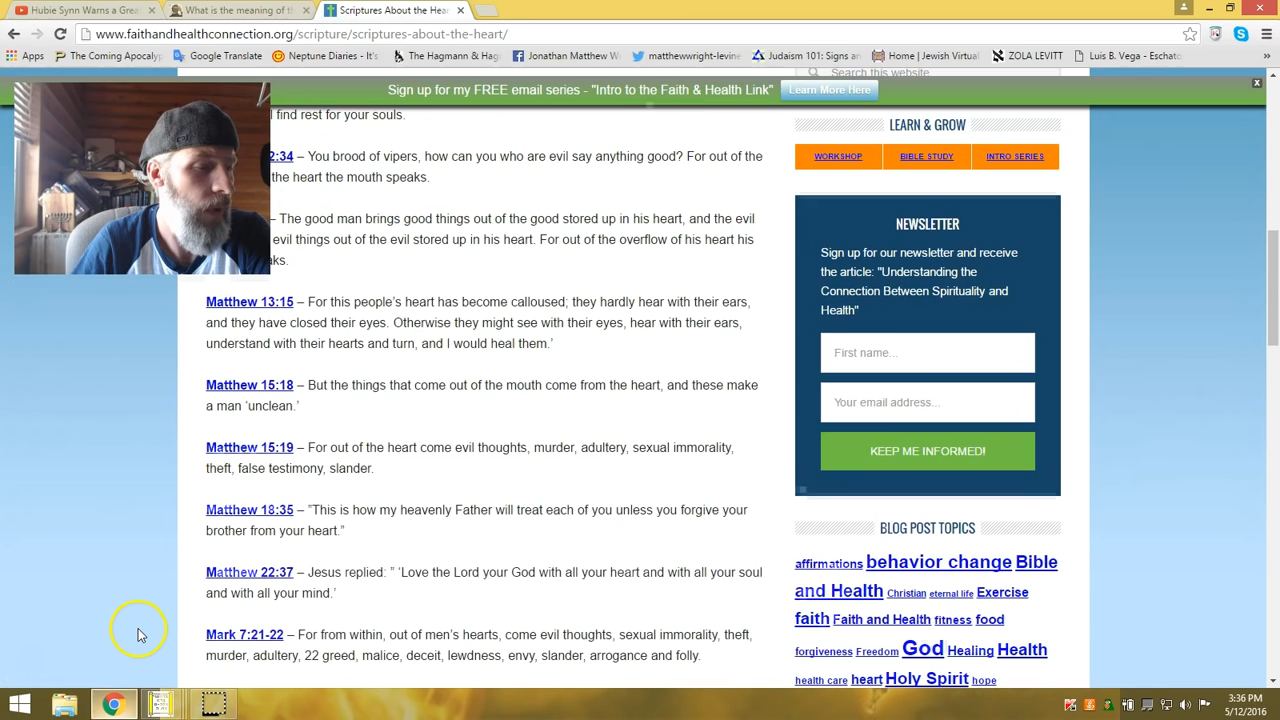 Kubie Synn Warns a Grea
What is the meaning of th
Scriptures About the Hear
www.faithandhealthconnection.org/scripture/scriptures-about-the-heart/
Apps
The Coming Apocalyp
Google Translate
Neptune Diaries: » T
The Hagmann & Hag
Jonathan Matthew W
matthewwright-levine
Judaism 101: Signs an
Home | Jewish Virtual
ZOLA LEVITT
Luis B. Vega - Eschato
Search this website
Sign up for my FREE email series - "Intro to the Faith & Health Link"
Learn More Here
l find rest for your souls.
2:34 – You brood of vipers, how can you who are evil say anything good? For out of the
the heart the mouth speaks.
– The good man brings good things out of the good stored up in his heart, and the evil
evil things out of the evil stored up in his heart. For out of the overflow of his heart his
aks.
Matthew 13:15 – For this people’s heart has become calloused; they hardly hear with their ears,
and they have closed their eyes. Otherwise they might see with their eyes, hear with their ears,
understand with their hearts and turn, and I would heal them.’
Matthew 15:18 – But the things that come out of the mouth come from the heart, and these make
a man ‘unclean.’
Matthew 15:19 – For out of the heart come evil thoughts, murder, adultery, sexual immorality,
theft, false testimony, slander.
Matthew 18:35 – ”This is how my heavenly Father will treat each of you unless you forgive your
brother from your heart.”
Matthew 22:37 – Jesus replied: ” ‘Love the Lord your God with all your heart and with all your soul
and with all your mind.’
Mark 7:21-22 – For from within, out of men’s hearts, come evil thoughts, sexual immorality, theft,
murder, adultery, 22 greed, malice, deceit, lewdness, envy, slander, arrogance and folly.
LEARN & GROW
WORKSHOP
BIBLE STUDY
INTRO SERIES
NEWSLETTER
Sign up for our newsletter and receive
the article: "Understanding the
Connection Between Spirituality and
Health"
First name...
Your email address...
KEEP ME INFORMED!
BLOG POST TOPICS
affirmations behavior change Bible
and Health Christian eternal life Exercise
faith Faith and Health fitness food
forgiveness Freedom God Healing Health
health care heart Holy Spirit hope
3:36 PM
5/12/2016